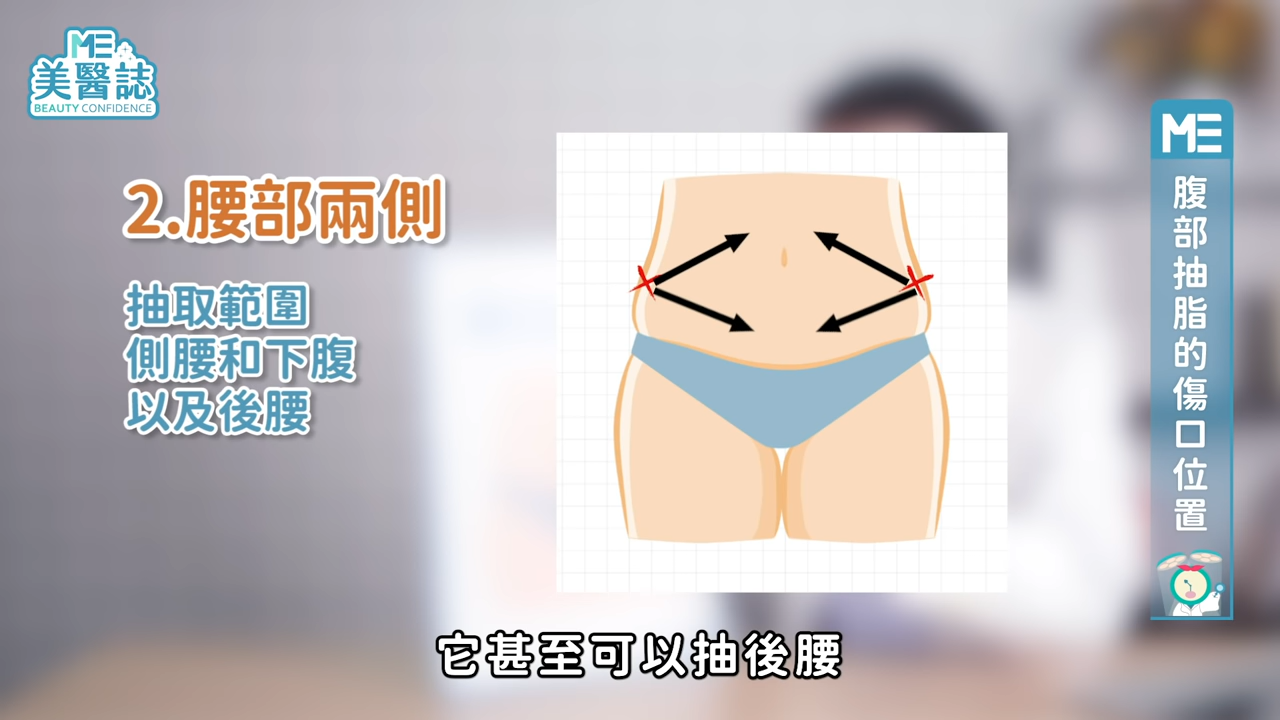 ME
美醫誌
BEAUTY CONFIDENCE
2.腰部兩側
抽取範圍
側腰和下腹
以及後腰
ME
腹部抽脂的傷口位置
它甚至可以抽後腰